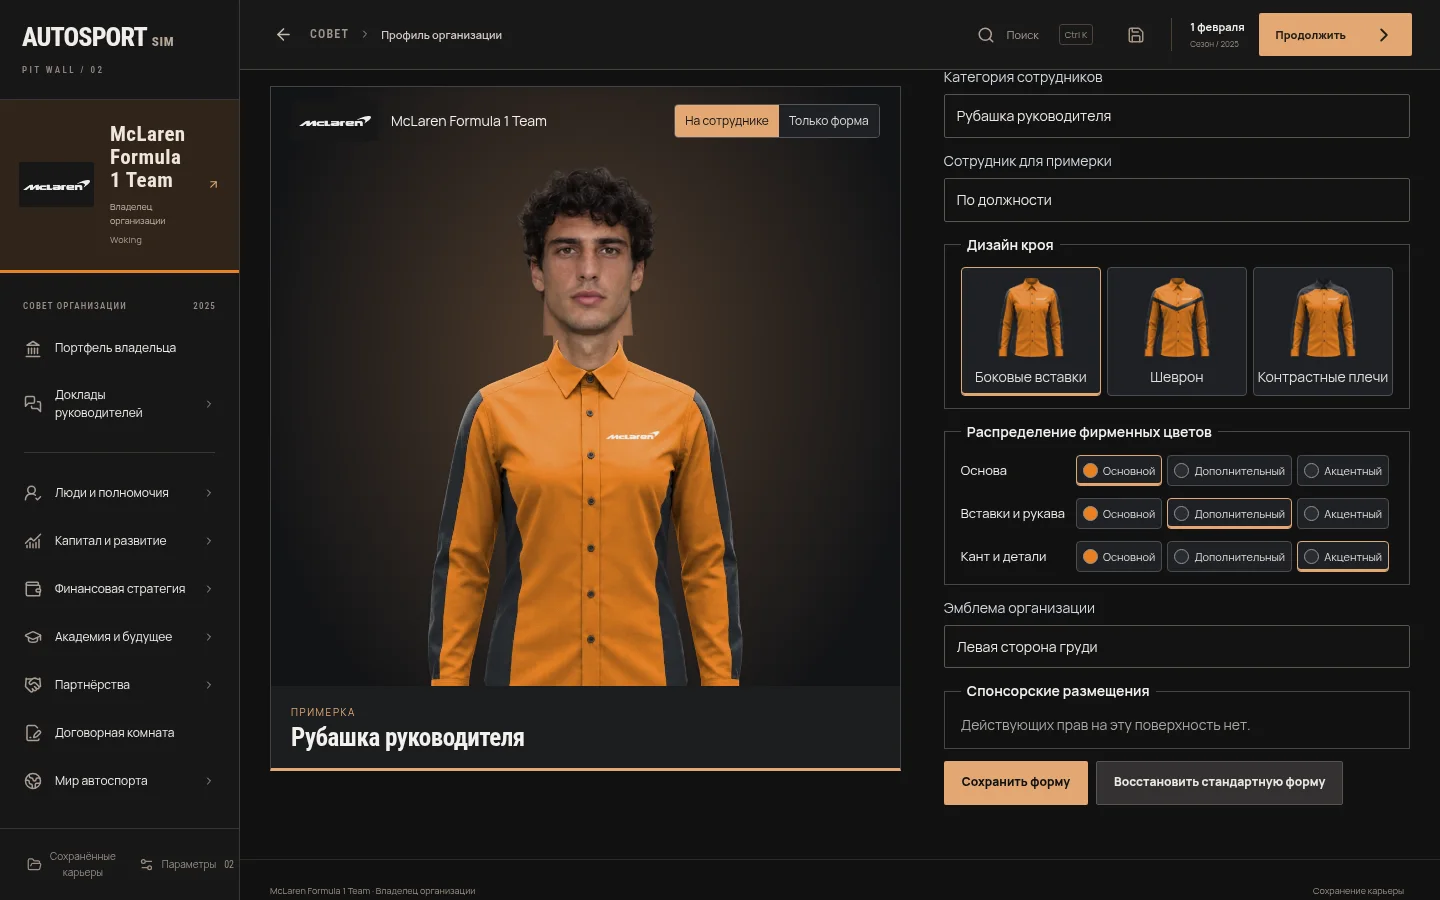 AUTOSPORT SIM
PIT WALL / 02
McLaren
McLaren
Formula
1 Team
Владелец
организации
Woking
СОВЕТ ОРГАНИЗАЦИИ 2025
Портфель владельца
Доклады
руководителей
Люди и полномочия
Капитал и развитие
Финансовая стратегия
Академия и будущее
Партнёрства
Договорная комната
Мир автоспорта
Сохранённые
карьеры
Параметры 02
СОВЕТ Профиль организации
Поиск Ctrl K
1 февраля
Сезон / 2025
Продолжить
McLaren McLaren Formula 1 Team
На сотруднике Только форма
McLaren
ПРИМЕРКА
Рубашка руководителя
Категория сотрудников
Рубашка руководителя
Сотрудник для примерки
По должности
Дизайн кроя
Боковые вставки Шеврон Контрастные плечи
Распределение фирменных цветов
Основа Основной Дополнительный Акцентный
Вставки и рукава Основной Дополнительный Акцентный
Кант и детали Основной Дополнительный Акцентный
Эмблема организации
Левая сторона груди
Спонсорские размещения
Действующих прав на эту поверхность нет.
Сохранить форму Восстановить стандартную форму
McLaren Formula 1 Team · Владелец организации
Сохранение карьеры